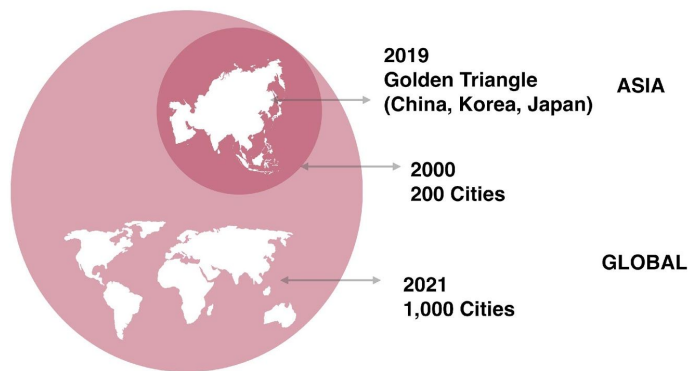 2019
Golden Triangle
(China, Korea, Japan)
ASIA
2000
200 Cities
GLOBAL
2021
1,000 Cities